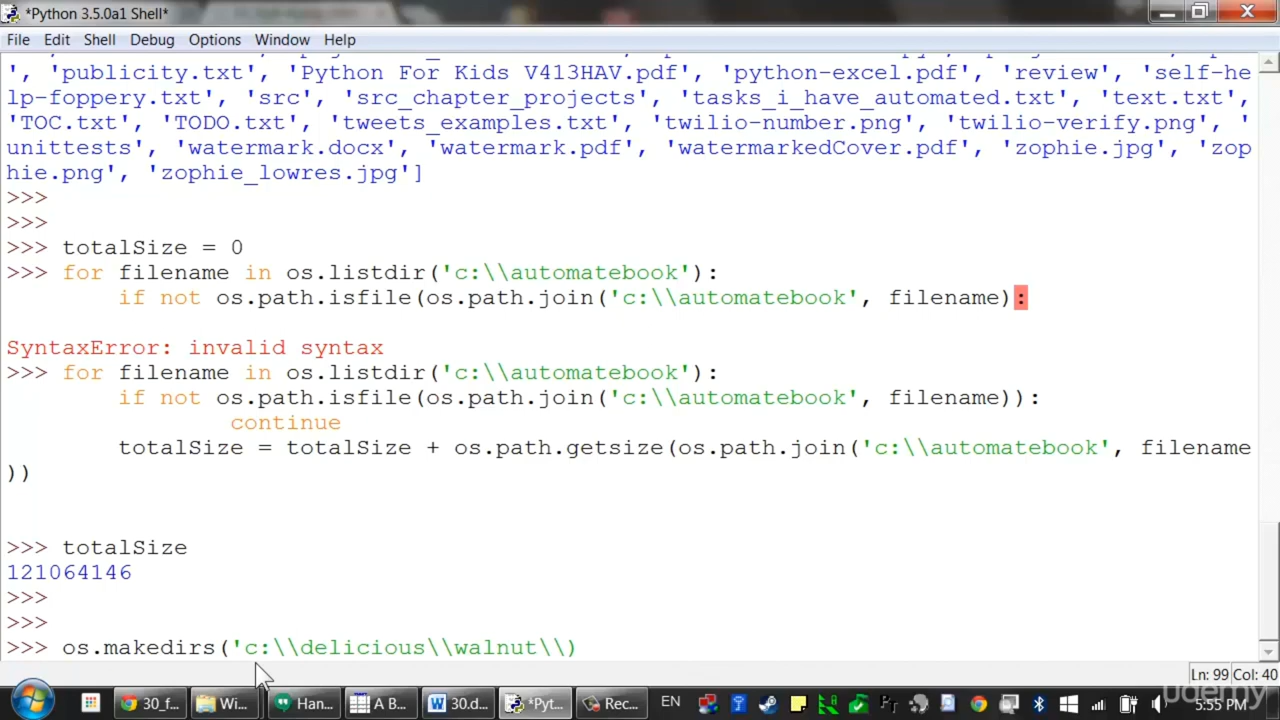 *Python 3.5.0a1 Shell*
File Edit Shell Debug Options Window Help
', 'publicity.txt', 'Python For Kids V413HAV.pdf', 'python-excel.pdf', 'review', 'self-he
lp-foppery.txt', 'src', 'src_chapter_projects', 'tasks_i_have_automated.txt', 'text.txt',
'TOC.txt', 'TODO.txt', 'tweets_examples.txt', 'twilio-number.png', 'twilio-verify.png', '
unittests', 'watermark.docx', 'watermark.pdf', 'watermarkedCover.pdf', 'zophie.jpg', 'zop
hie.png', 'zophie_lowres.jpg']
>>>
>>>
>>> totalSize = 0
>>> for filename in os.listdir('c:\\automatebook'):
if not os.path.isfile(os.path.join('c:\\automatebook', filename):
SyntaxError: invalid syntax
>>> for filename in os.listdir('c:\\automatebook'):
if not os.path.isfile(os.path.join('c:\\automatebook', filename)):
continue
totalSize = totalSize + os.path.getsize(os.path.join('c:\\automatebook', filename
))
>>> totalSize
121064146
>>>
>>>
>>> os.makedirs('c:\\delicious\\walnut\\)
Ln: 99 Col: 40
30_f... Wi... Han... A B... 30.d... *Pyt... Rec... EN 5:55 PM
udemy